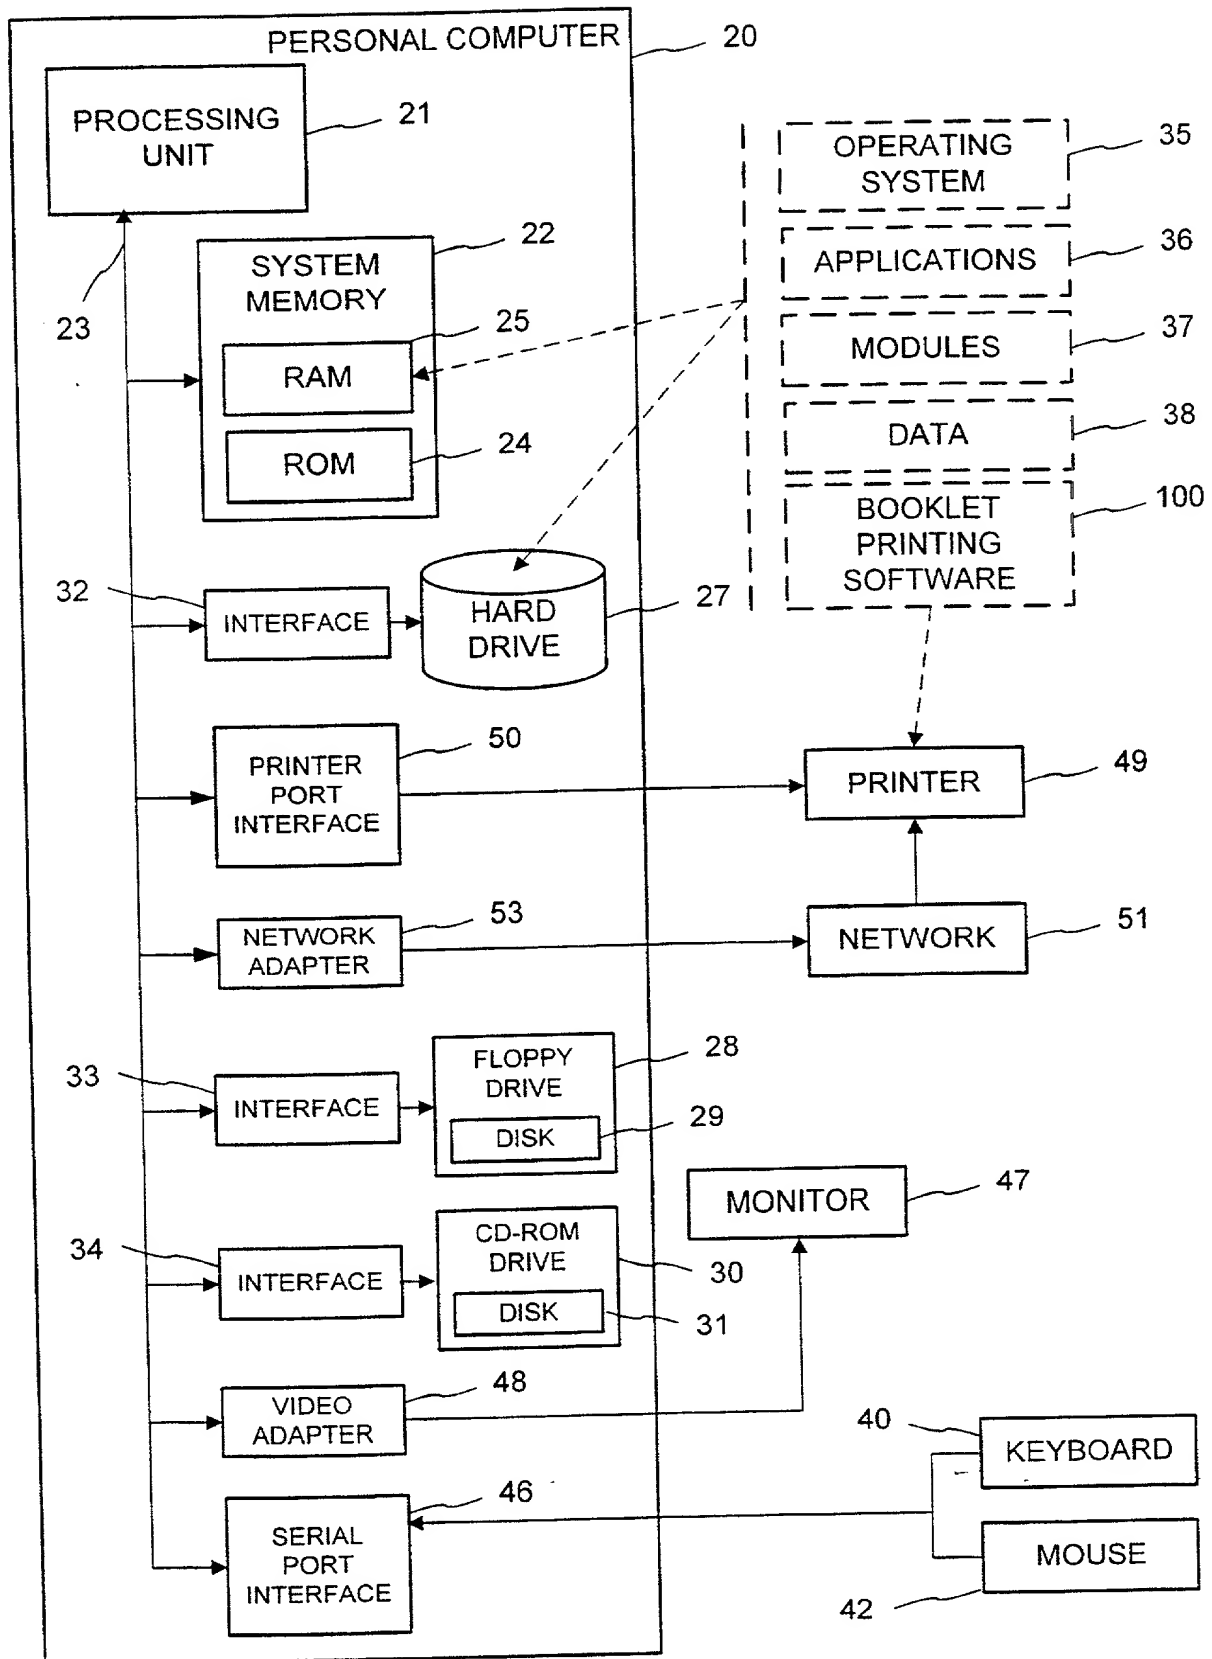 PERSONAL COMPUTER
20
PROCESSING
UNIT
21
23
SYSTEM
MEMORY
22
25
RAM
ROM
24
OPERATING
SYSTEM
35
APPLICATIONS
36
MODULES
37
DATA
38
BOOKLET
PRINTING
SOFTWARE
100
32
INTERFACE
HARD
DRIVE
27
PRINTER
PORT
INTERFACE
50
PRINTER
49
NETWORK
ADAPTER
53
NETWORK
51
33
INTERFACE
FLOPPY
DRIVE
28
DISK
29
34
INTERFACE
CD-ROM
DRIVE
30
DISK
31
MONITOR
47
VIDEO
ADAPTER
48
SERIAL
PORT
INTERFACE
46
40
KEYBOARD
MOUSE
42